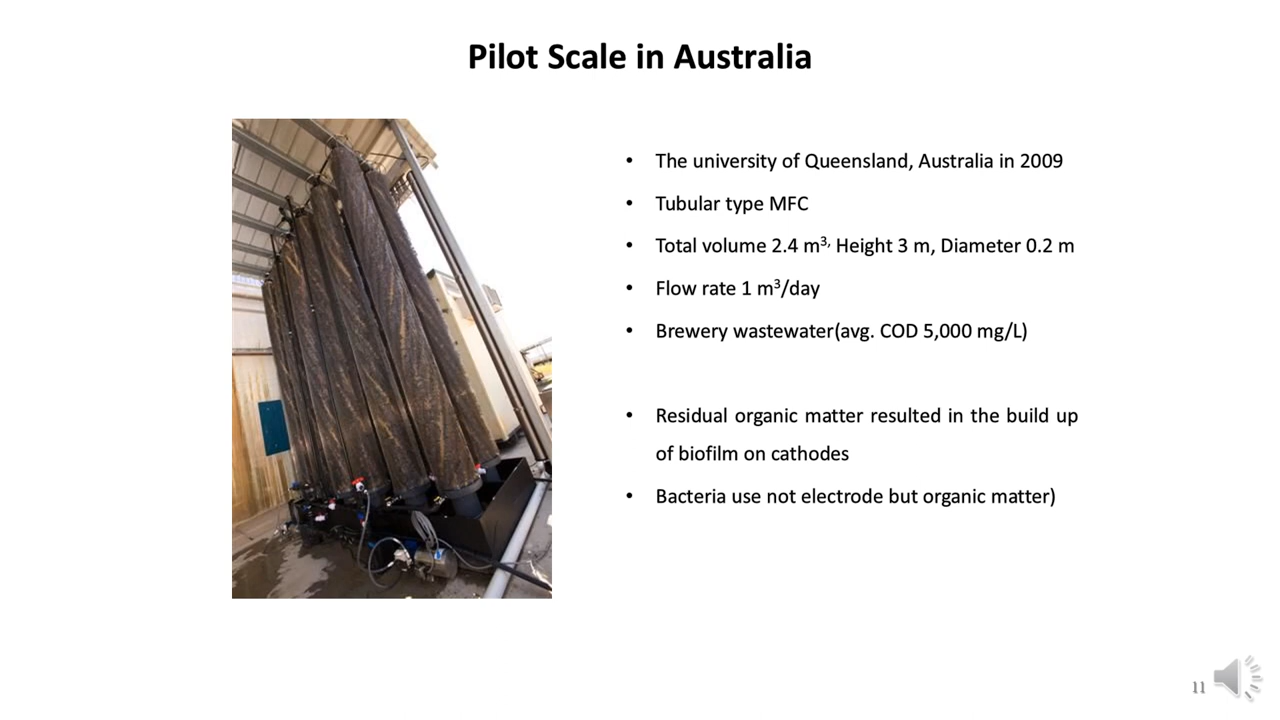 Pilot Scale in Australia
• The university of Queensland, Australia in 2009
• Tubular type MFC
• Total volume 2.4 m³, Height 3 m, Diameter 0.2 m
• Flow rate 1 m³/day
• Brewery wastewater(avg. COD 5,000 mg/L)
• Residual organic matter resulted in the build up
of biofilm on cathodes
• Bacteria use not electrode but organic matter)
11